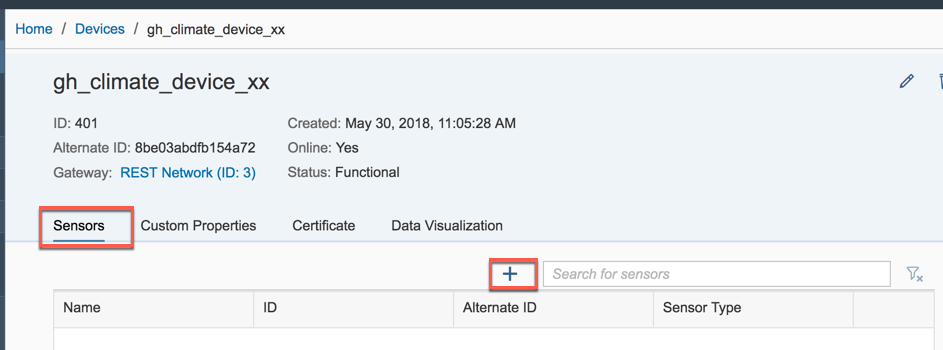 Home / Devices / gh_climate_device_xx
gh_climate_device_xx
ID: 401 Created: May 30, 2018, 11:05:28 AM
Alternate ID: 8be03abdfb154a72 Online: Yes
Gateway: REST Network (ID: 3) Status: Functional
Sensors Custom Properties Certificate Data Visualization
+ Search for sensors
Name ID Alternate ID Sensor Type